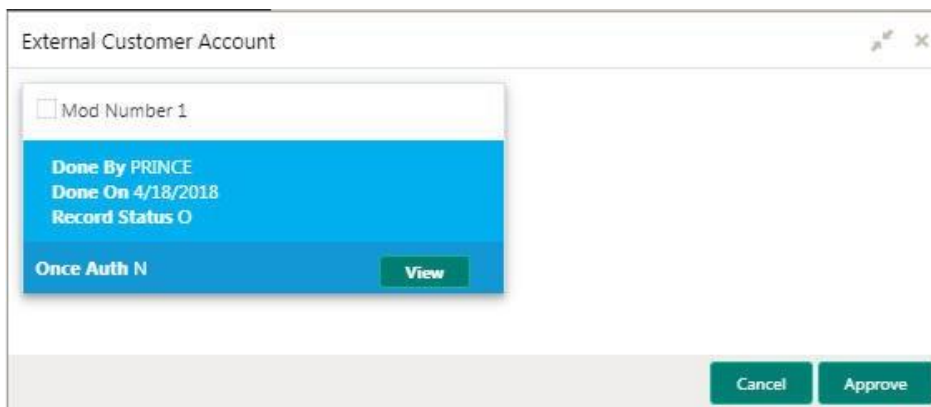 External Customer Account
Mod Number 1
Done By PRINCE
Done On 4/18/2018
Record Status O
Once Auth N
View
Cancel
Approve